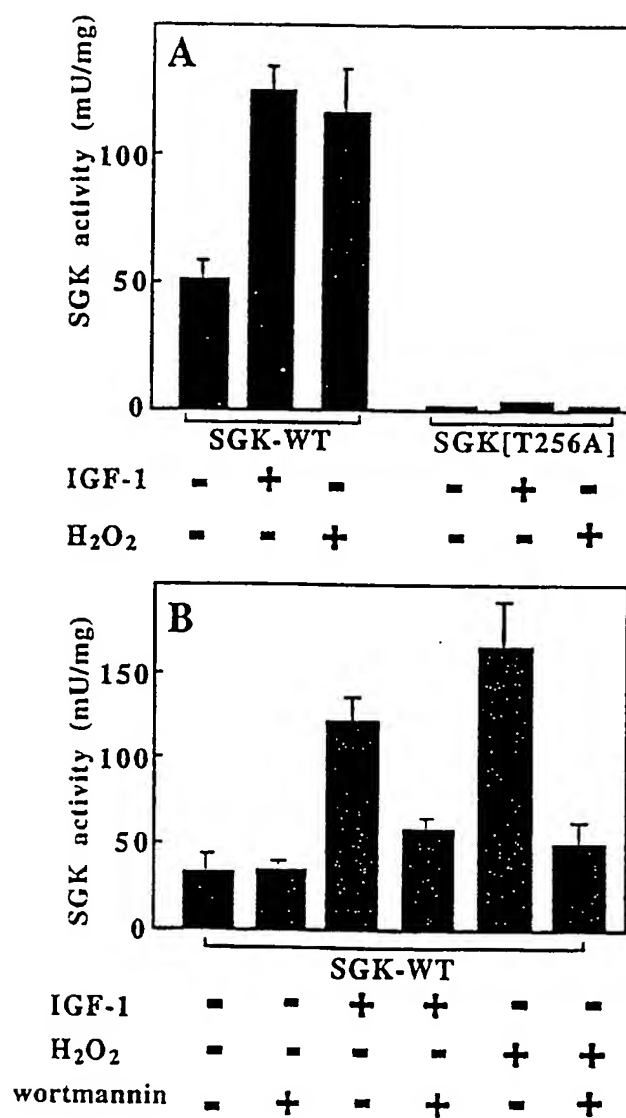 A
SGK activity (mU/mg)
100
50
0
SGK-WT SGK[T256A]
IGF-1 - + - - + -
H₂O₂ - - + - - +
B
SGK activity (mU/mg)
150
100
50
0
SGK-WT
IGF-1 - - + + - -
H₂O₂ - - - - + +
wortmannin - + - + - +